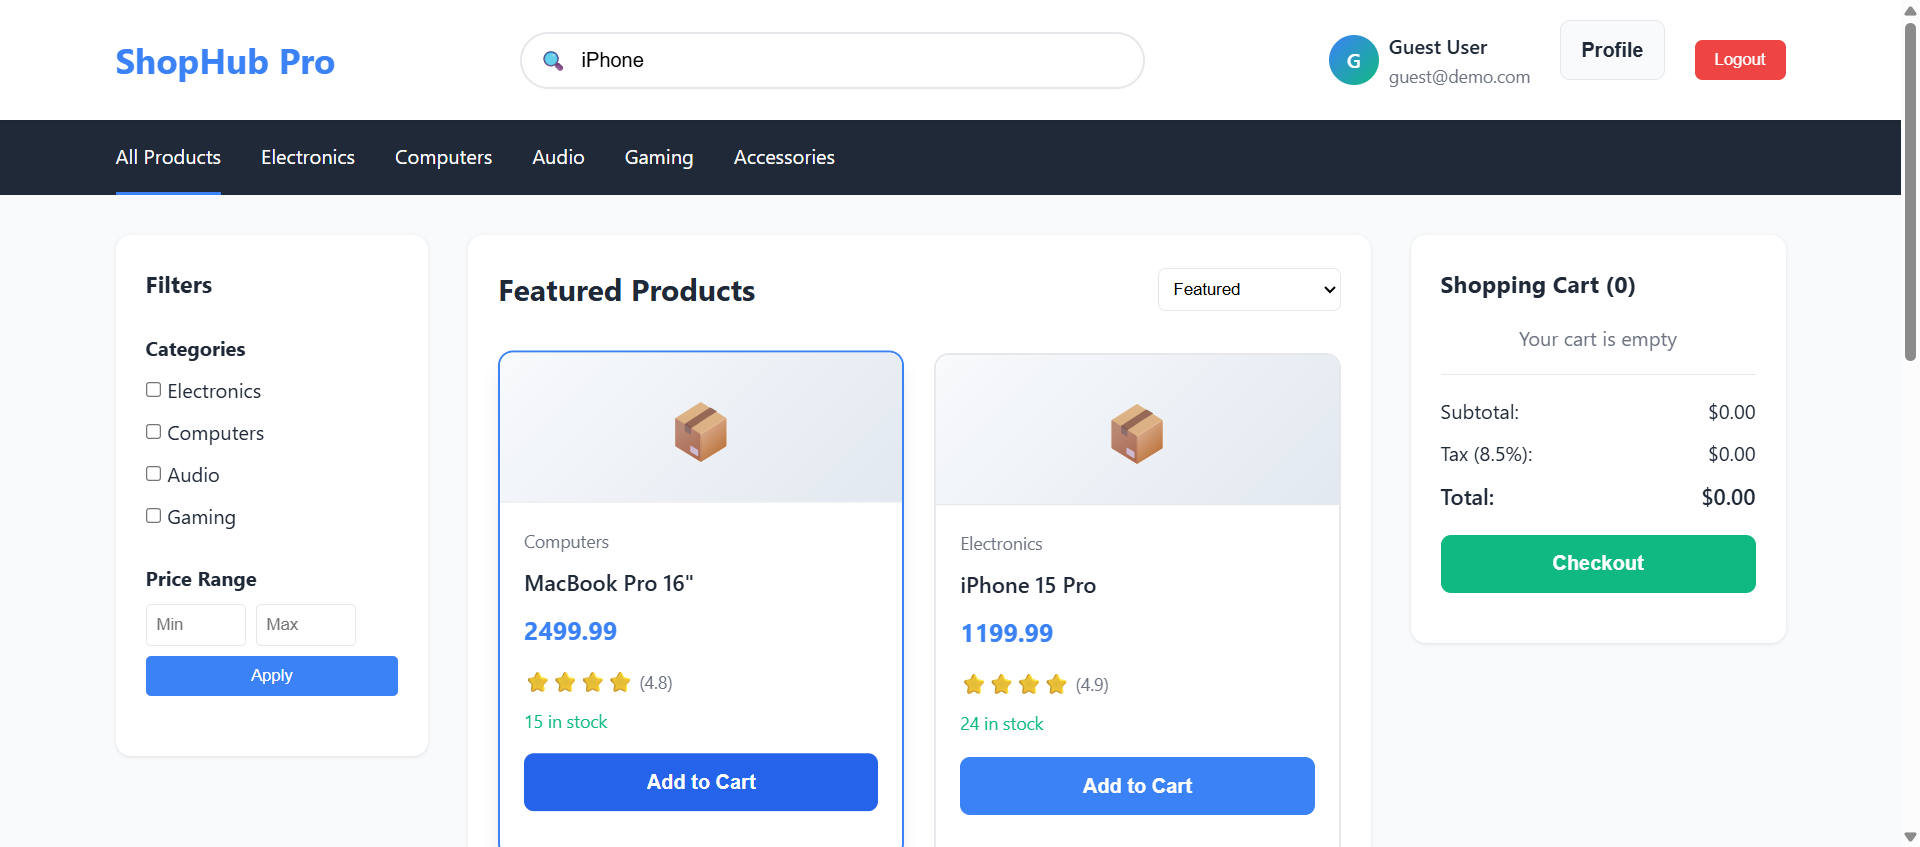 ShopHub Pro
iPhone
G
Guest User
guest@demo.com
Profile
Logout
All Products
Electronics
Computers
Audio
Gaming
Accessories
Filters
Categories
Electronics
Computers
Audio
Gaming
Price Range
Min
Max
Apply
Featured Products
Featured
Computers
MacBook Pro 16"
2499.99
(4.8)
15 in stock
Add to Cart
Electronics
iPhone 15 Pro
1199.99
(4.9)
24 in stock
Add to Cart
Shopping Cart (0)
Your cart is empty
Subtotal: $0.00
Tax (8.5%): $0.00
Total: $0.00
Checkout